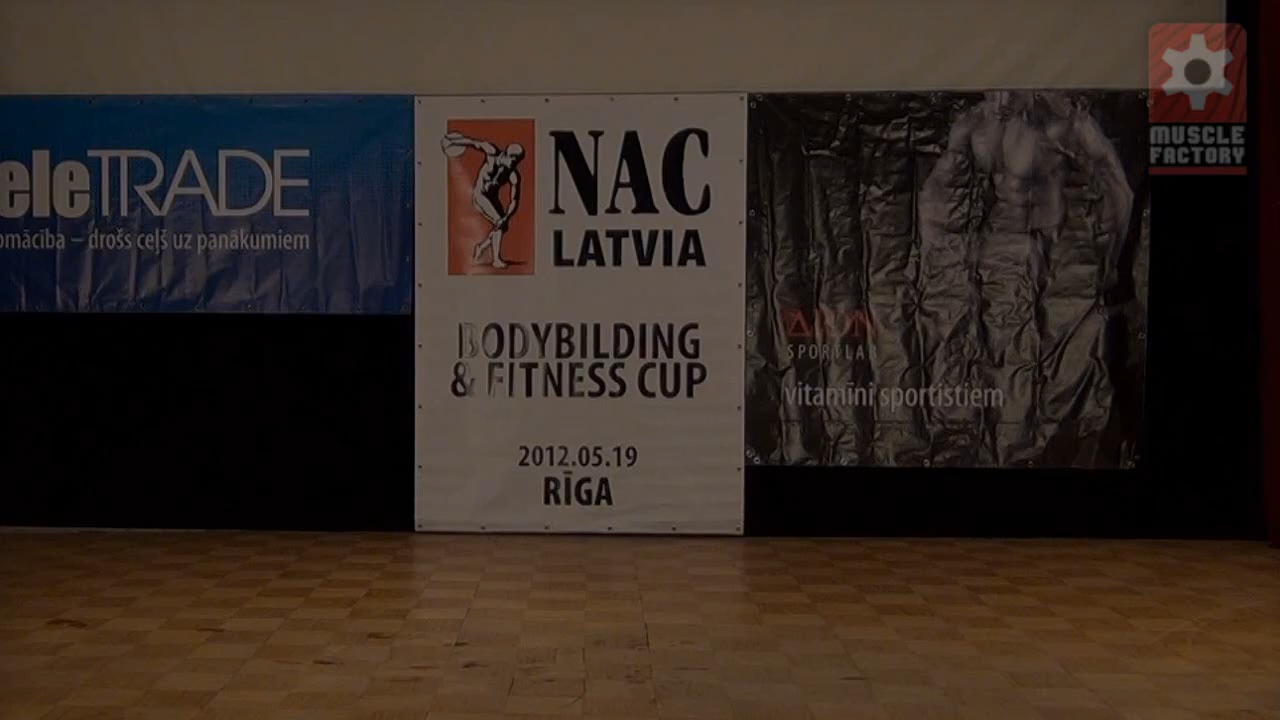 eleTRADE
omācība – drošs ceļš uz panākumiem
NAC
LATVIA
BODYBILDING
& FITNESS CUP
2012.05.19
RĪGA
SPORTLAB
vitamīni sportistiem
MUSCLE
FACTORY